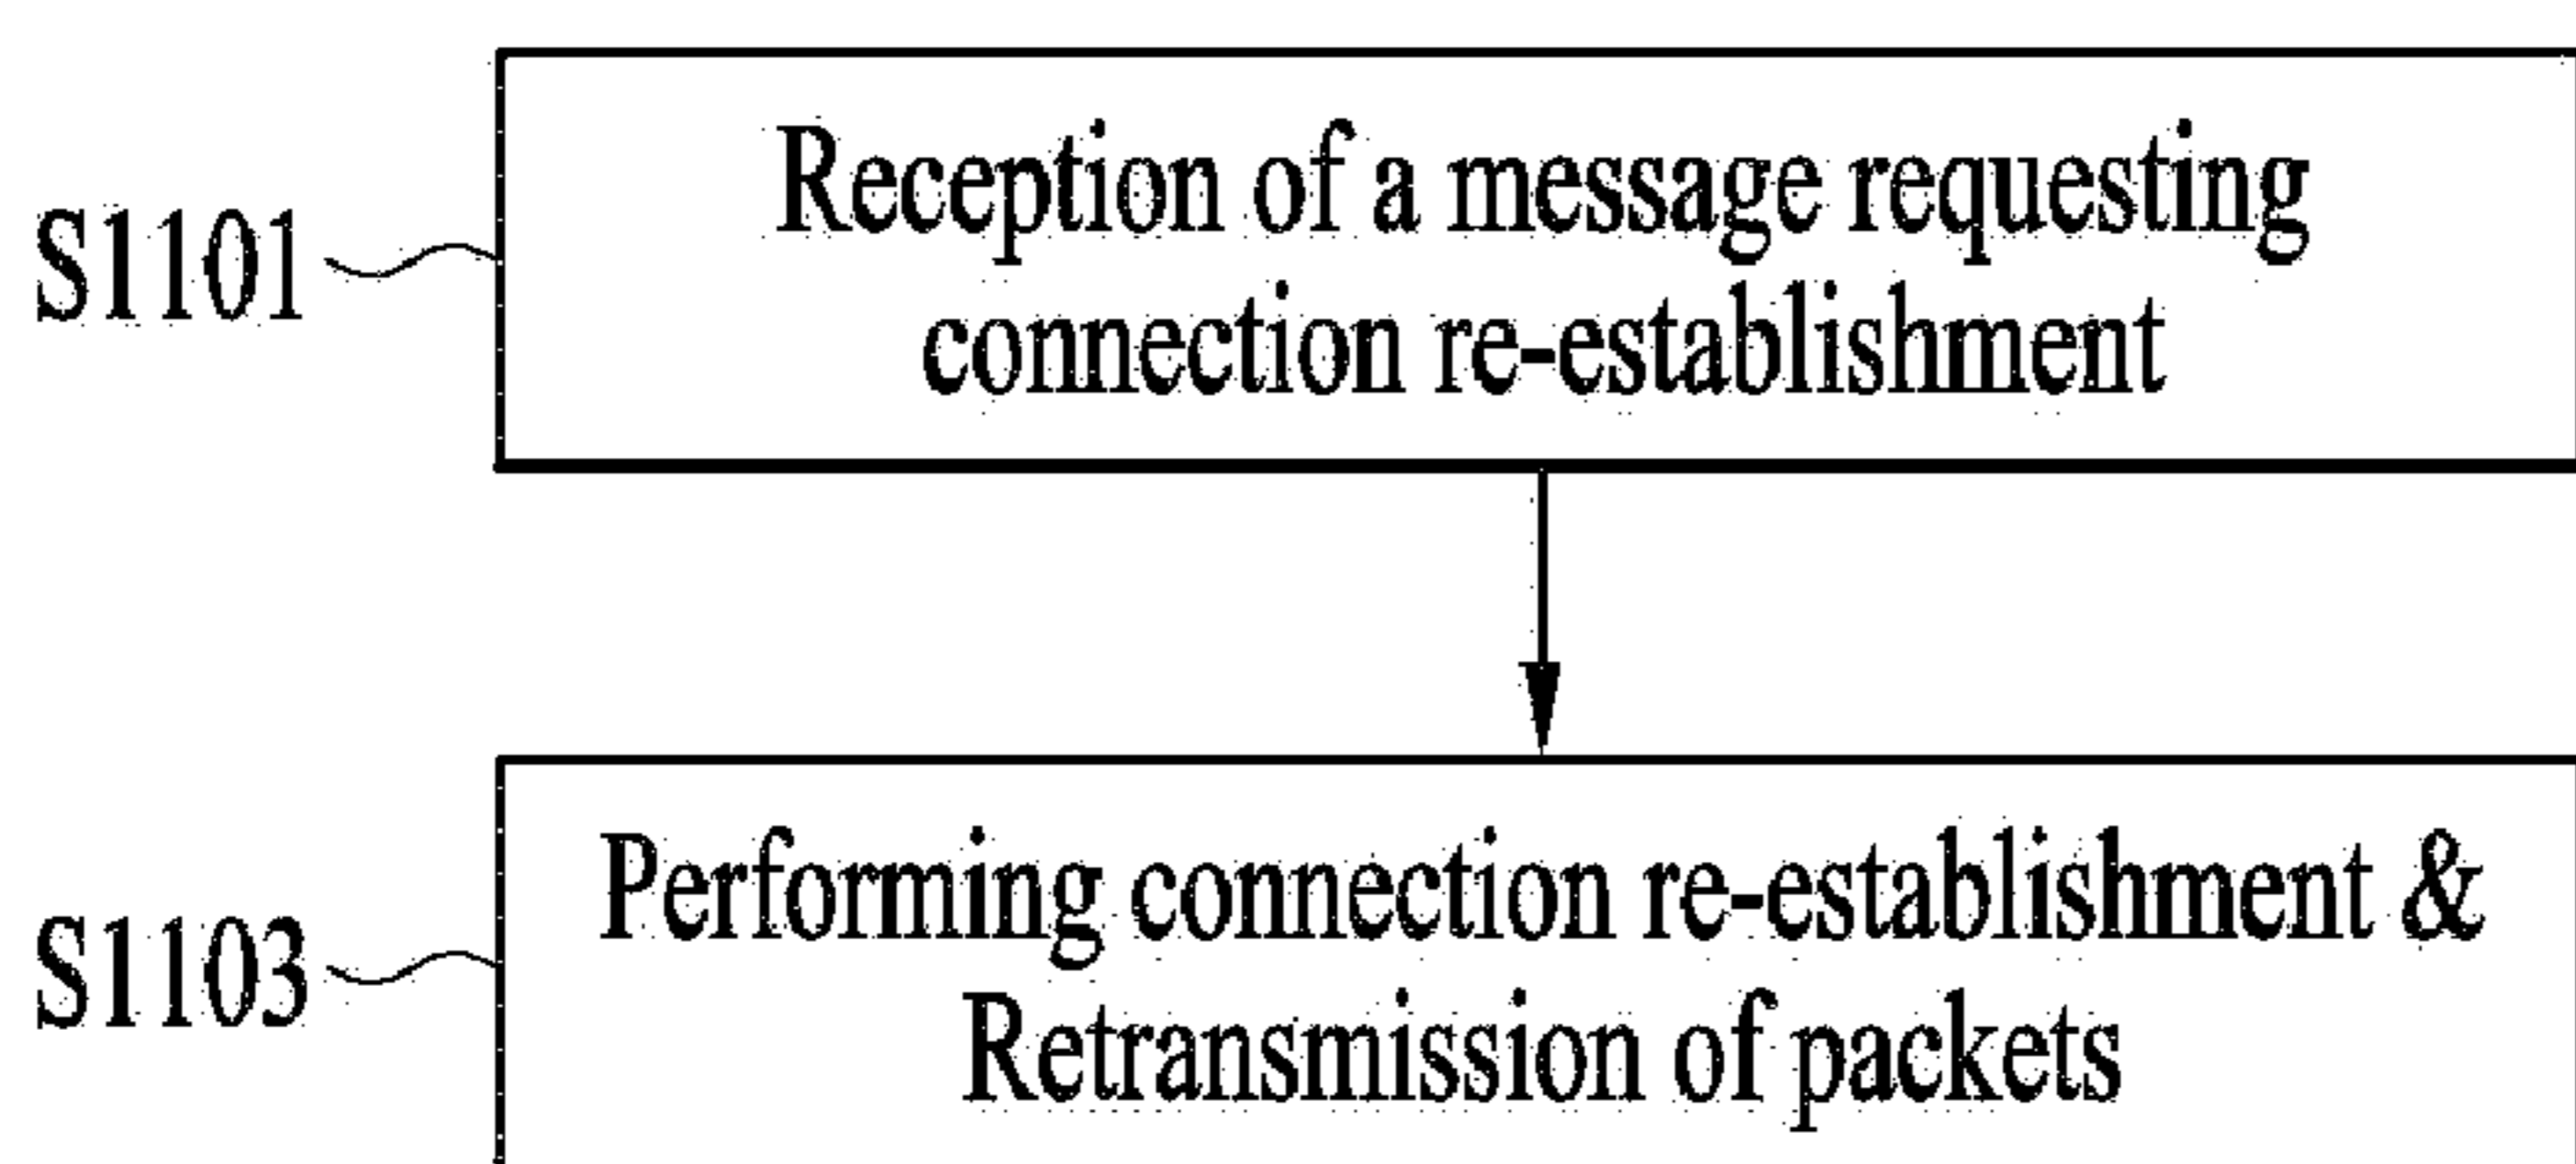 S1101
Reception of a message requesting
connection re-establishment
S1103
Performing connection re-establishment &
Retransmission of packets